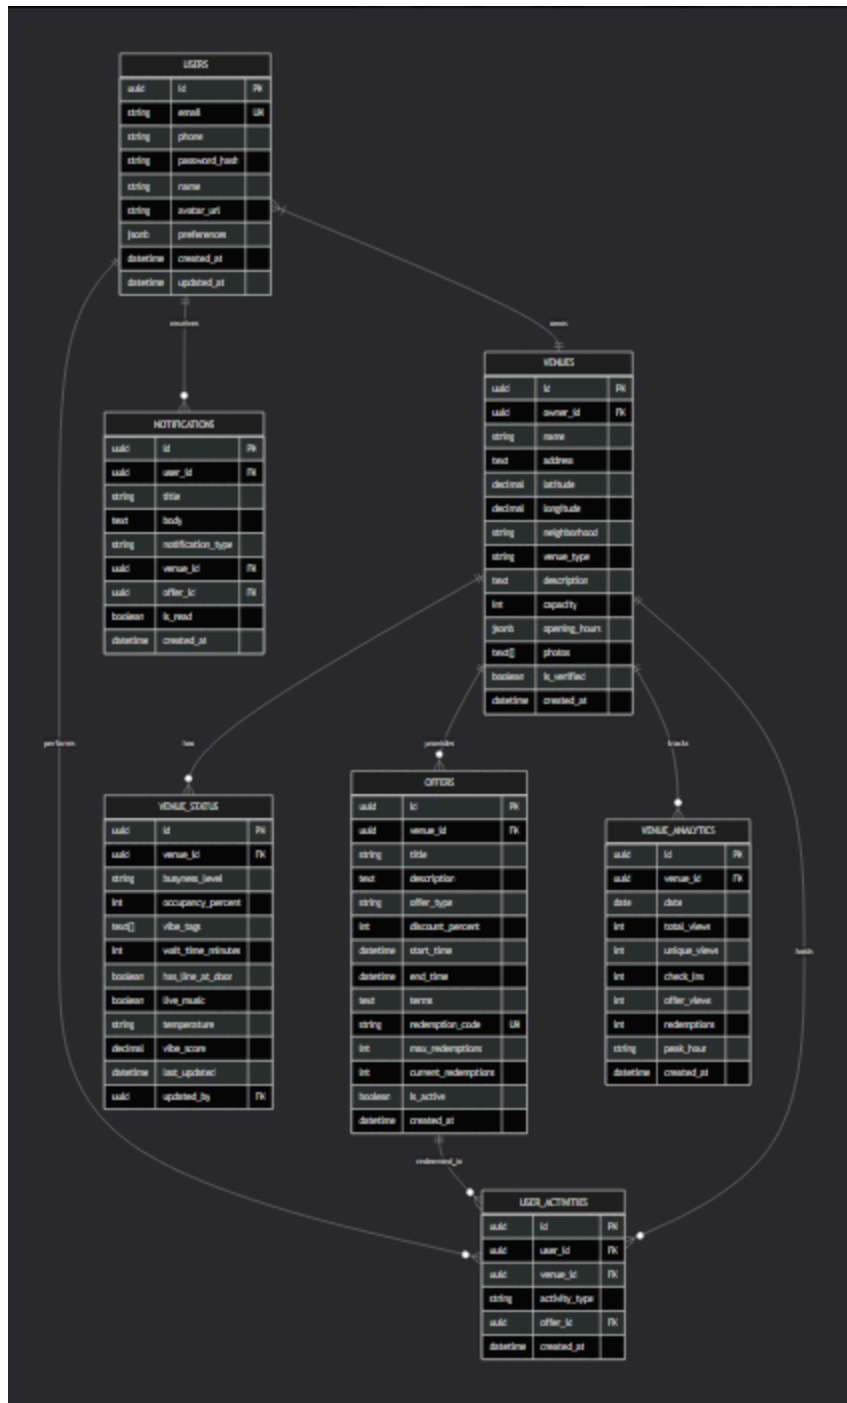 USERS
uuid id PK
string email UK
string phone
string password_hash
string name
string avatar_url
jsonb preferences
datetime created_at
datetime updated_at
receives
owns
VENUES
uuid id PK
uuid owner_id FK
string name
text address
decimal latitude
decimal longitude
string neighborhood
string venue_type
text description
int capacity
jsonb opening_hours
text[] photos
boolean is_verified
datetime created_at
NOTIFICATIONS
uuid id PK
uuid user_id FK
string title
text body
string notification_type
uuid venue_id FK
uuid offer_id FK
boolean is_read
datetime created_at
performs
has
provides
tracks
VENUE_STATUS
uuid id PK
uuid venue_id FK
string busyness_level
int occupancy_percent
text[] vibe_tags
int wait_time_minutes
boolean has_line_at_door
boolean live_music
string temperature
decimal vibe_score
datetime last_updated
uuid updated_by FK
OFFERS
uuid id PK
uuid venue_id FK
string title
text description
string offer_type
int discount_percent
datetime start_time
datetime end_time
text terms
string redemption_code UK
int max_redemptions
int current_redemptions
boolean is_active
datetime created_at
VENUE_ANALYTICS
uuid id PK
uuid venue_id FK
date date
int total_views
int unique_views
int check_ins
int offer_views
int redemptions
string peak_hour
datetime created_at
redeemed_in
USER_ACTIVITIES
uuid id PK
uuid user_id FK
uuid venue_id FK
string activity_type
uuid offer_id FK
datetime created_at